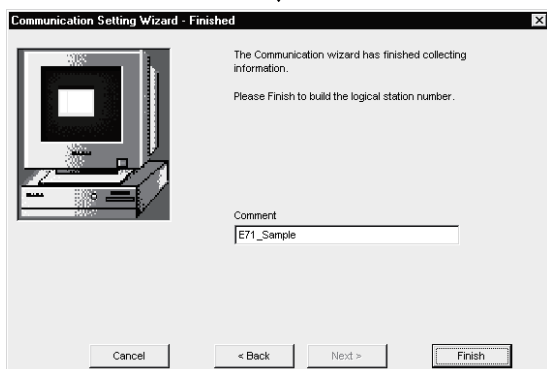 Communication Setting Wizard - Finished
The Communication wizard has finished collecting
information.
Please Finish to build the logical station number.
Comment
E71_Sample
Cancel
< Back
Next >
Finish